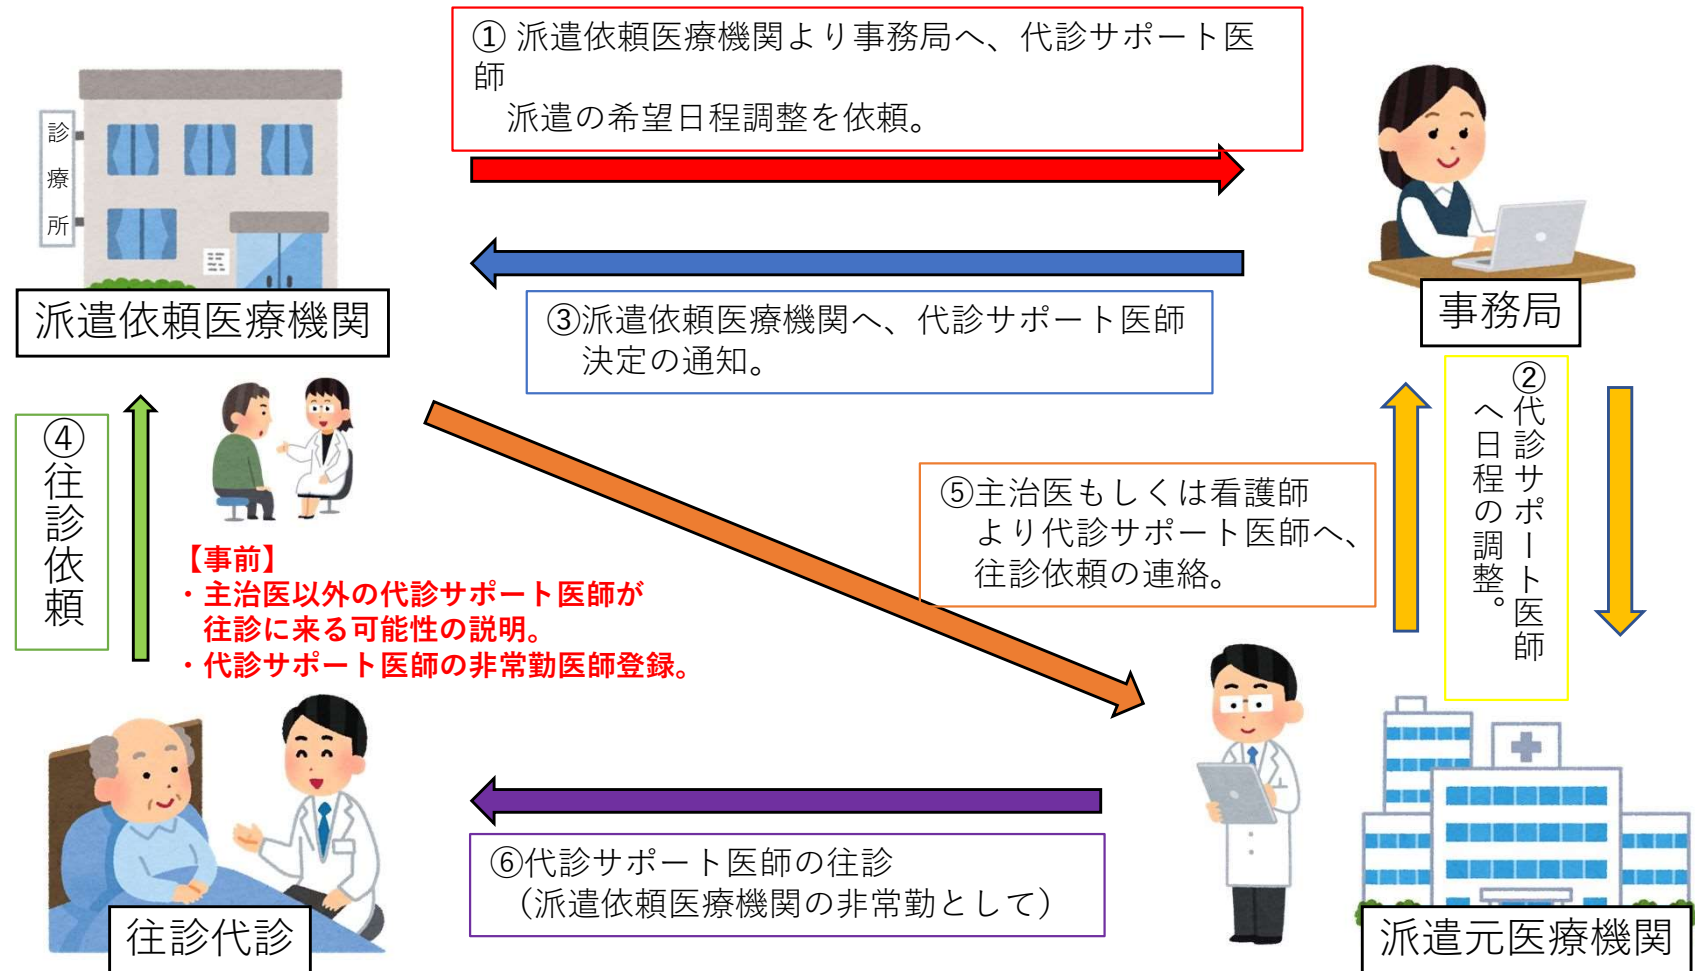 ① 派遣依頼医療機関より事務局へ、代診サポート医
師
派遣の希望日程調整を依頼。
診療所
派遣依頼医療機関
事務局
③派遣依頼医療機関へ、代診サポート医師
決定の通知。
②代診サポート医師
へ日程の調整。
④往診依頼
⑤主治医もしくは看護師
より代診サポート医師へ、
往診依頼の連絡。
【事前】
・主治医以外の代診サポート医師が
往診に来る可能性の説明。
・代診サポート医師の非常勤医師登録。
⑥代診サポート医師の往診
（派遣依頼医療機関の非常勤として）
往診代診
派遣元医療機関